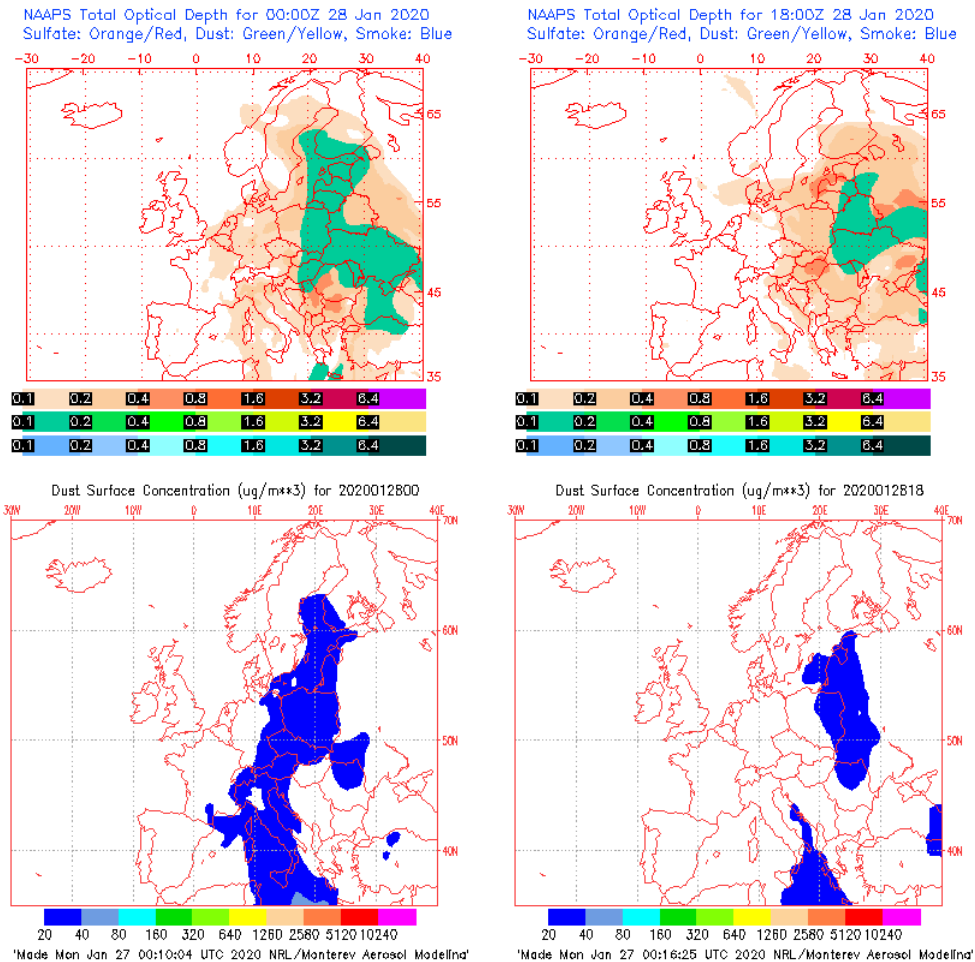 NAAPS Total Optical Depth for 00:00Z 28 Jan 2020
Sulfate: Orange/Red, Dust: Green/Yellow, Smoke: Blue
-30 -20 -10 0 10 20 30 40
65
55
45
35
0.1 0.2 0.4 0.8 1.6 3.2 6.4
0.1 0.2 0.4 0.8 1.6 3.2 6.4
0.1 0.2 0.4 0.8 1.6 3.2 6.4
NAAPS Total Optical Depth for 18:00Z 28 Jan 2020
Sulfate: Orange/Red, Dust: Green/Yellow, Smoke: Blue
-30 -20 -10 0 10 20 30 40
65
55
45
35
0.1 0.2 0.4 0.8 1.6 3.2 6.4
0.1 0.2 0.4 0.8 1.6 3.2 6.4
0.1 0.2 0.4 0.8 1.6 3.2 6.4
Dust Surface Concentration (ug/m**3) for 2020012800
30W 20W 10W 0 10E 20E 30E 40E
70N
60N
50N
40N
20 40 80 160 320 640 1260 2560 5120 10240
'Made Mon Jan 27 00:10:04 UTC 2020 NRL/Monterey Aerosol Modeling'
Dust Surface Concentration (ug/m**3) for 2020012818
30W 20W 10W 0 10E 20E 30E 40E
70N
60N
50N
40N
20 40 80 160 320 640 1260 2560 5120 10240
'Made Mon Jan 27 00:16:25 UTC 2020 NRL/Monterey Aerosol Modeling'